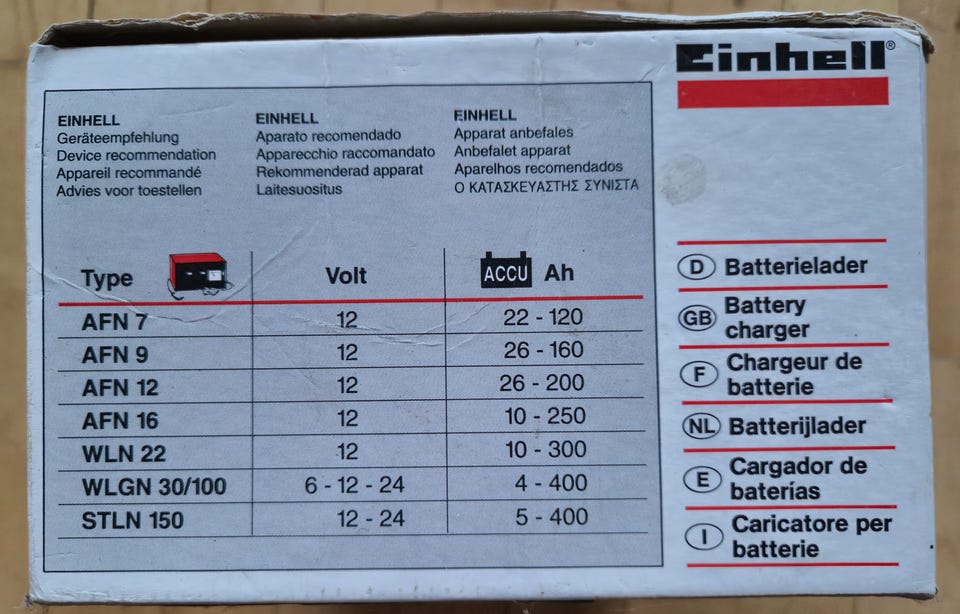 Einhell®
EINHELL
Geräteempfehlung
Device recommendation
Appareil recommandé
Advies voor toestellen
EINHELL
Aparato recomendado
Apparecchio raccomandato
Rekommenderad apparat
Laitesuositus
EINHELL
Apparat anbefales
Anbefalet apparat
Aparelhos recomendados
Ο ΚΑΤΑΣΚΕΥΑΣΤΗΣ ΣΥΝΙΣΤΑ
Type Volt ACCU Ah
AFN 7 12 22 - 120
AFN 9 12 26 - 160
AFN 12 12 26 - 200
AFN 16 12 10 - 250
WLN 22 12 10 - 300
WLGN 30/100 6 - 12 - 24 4 - 400
STLN 150 12 - 24 5 - 400
D Batterielader
GB Battery
charger
F Chargeur de
batterie
NL Batterijlader
E Cargador de
baterías
I Caricatore per
batterie